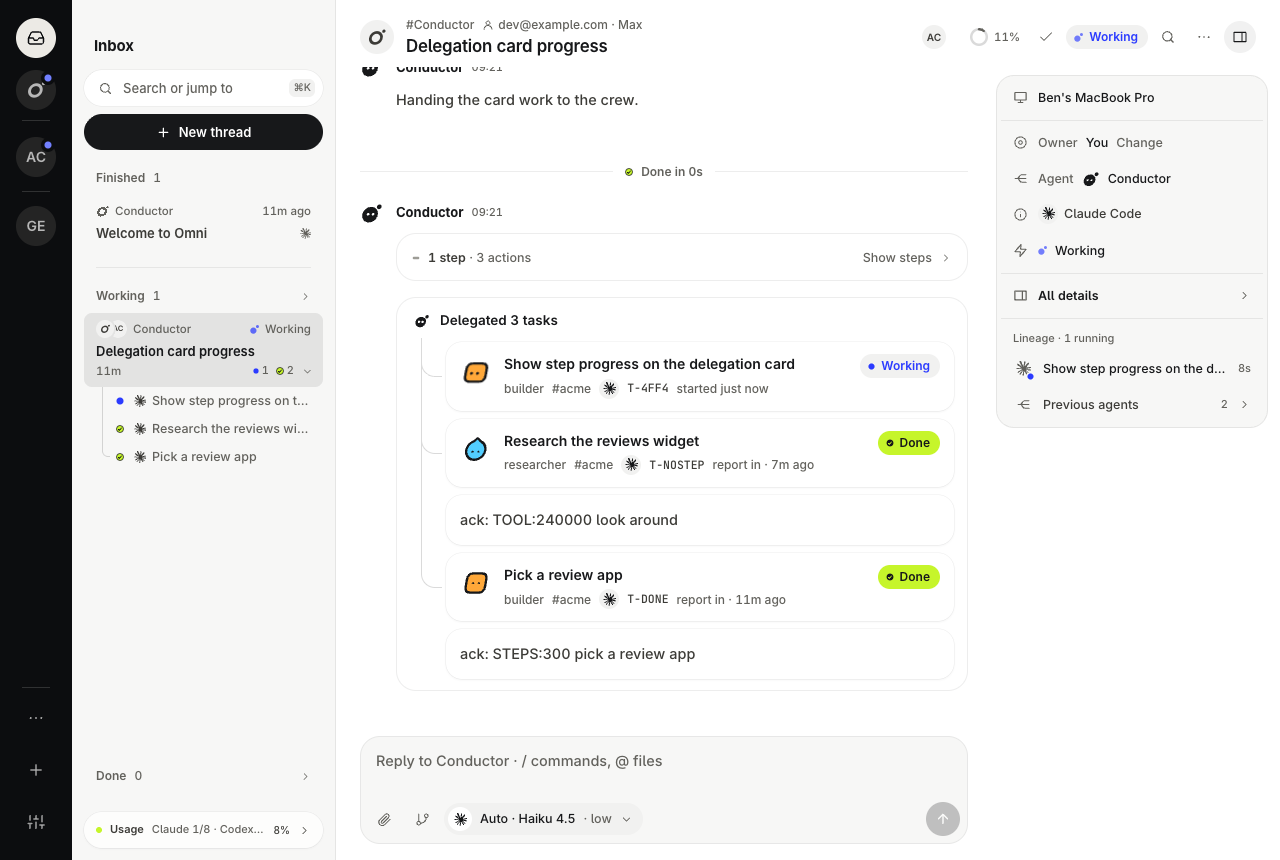 AC
GE
Inbox
Search or jump to
⌘K
+ New thread
Finished 1
Conductor 11m ago
Welcome to Omni
Working 1
AC Conductor Working
Delegation card progress
11m 1 2
Show step progress on t...
Research the reviews wi...
Pick a review app
Done 0
Usage Claude 1/8 · Codex... 8%
#Conductor dev@example.com · Max
Delegation card progress
AC 11% Working
Conductor 09:21
Handing the card work to the crew.
Done in 0s
Conductor 09:21
1 step · 3 actions Show steps
Delegated 3 tasks
Show step progress on the delegation card Working
builder #acme T-4FF4 started just now
Research the reviews widget Done
researcher #acme T-NOSTEP report in · 7m ago
ack: TOOL:240000 look around
Pick a review app Done
builder #acme T-DONE report in · 11m ago
ack: STEPS:300 pick a review app
Reply to Conductor · / commands, @ files
Auto · Haiku 4.5 · low
Ben's MacBook Pro
Owner You Change
Agent Conductor
Claude Code
Working
All details
Lineage · 1 running
Show step progress on the d... 8s
Previous agents 2